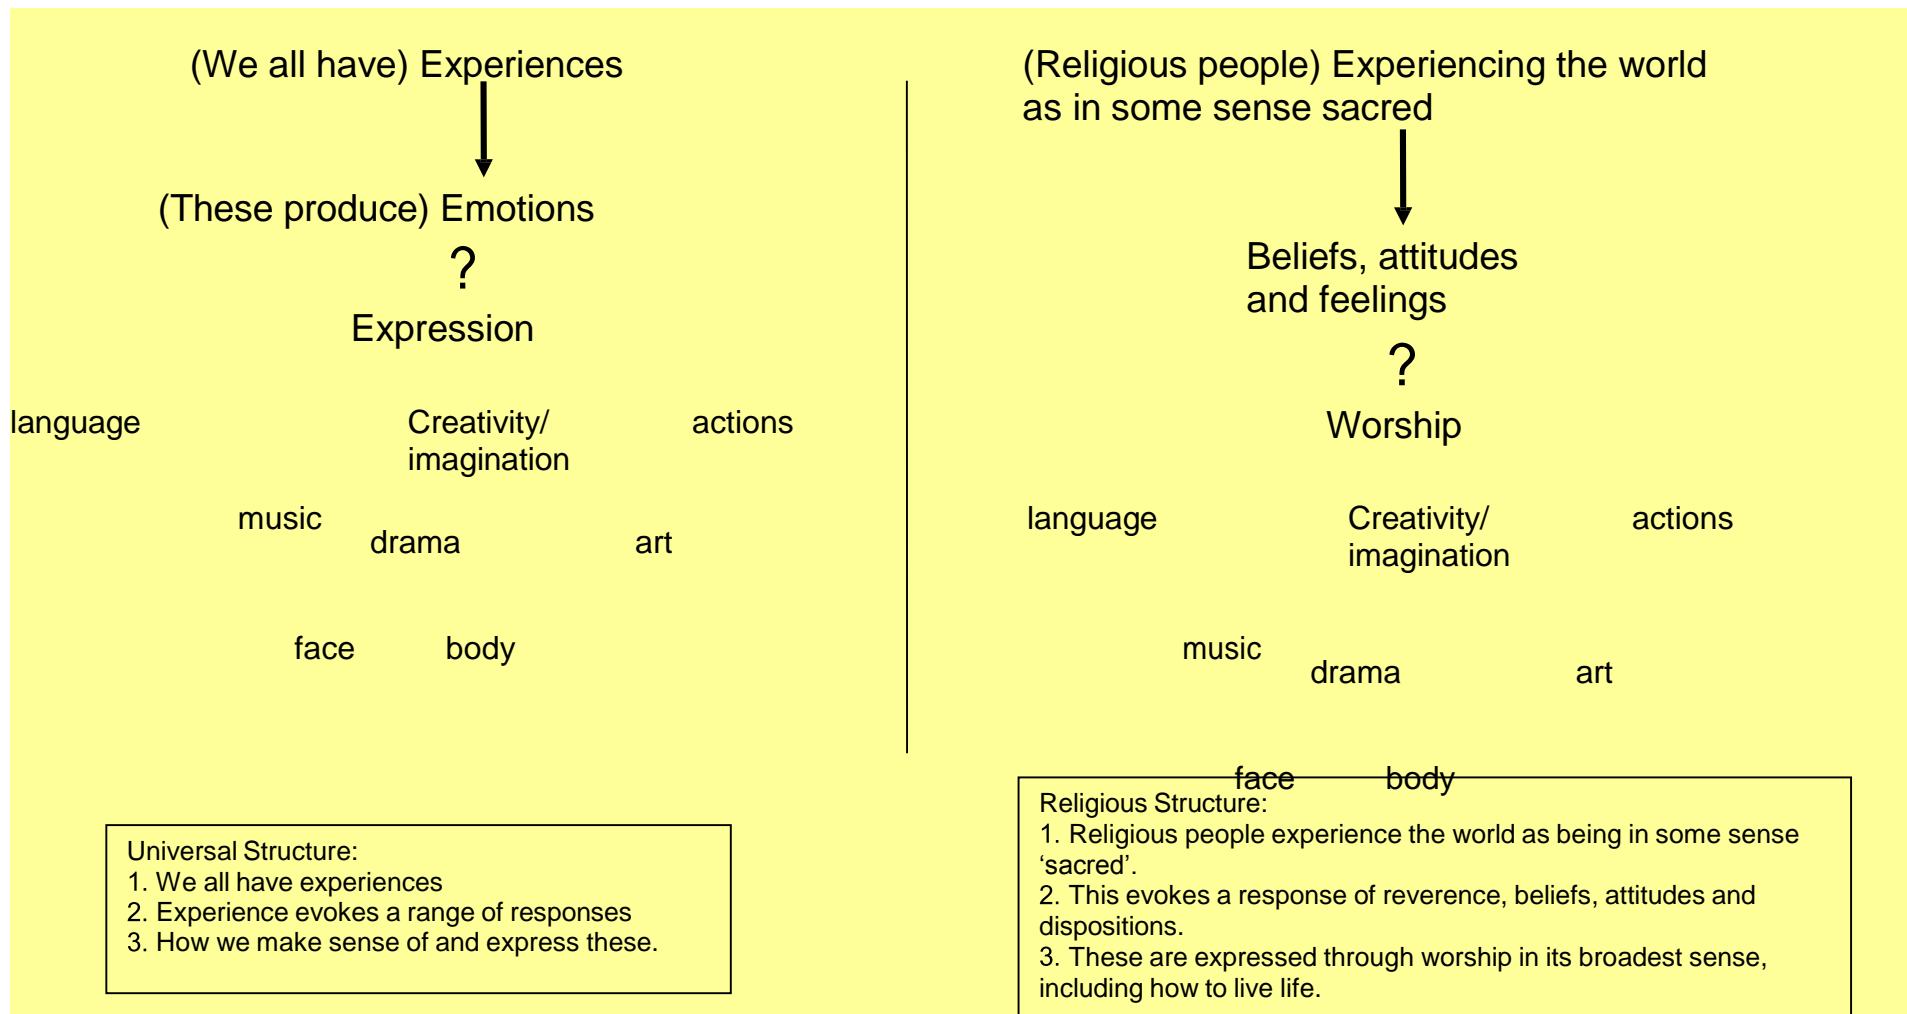 (We all have) Experiences
(These produce) Emotions
?
Expression
language
Creativity/
actions
imagination
music
drama
art
face
body
Universal Structure:
1. We all have experiences
2. Experience evokes a range of responses
3. How we make sense of and express these.
(Religious people) Experiencing the world
as in some sense sacred
Beliefs, attitudes
and feelings
?
Worship
language
Creativity/
actions
imagination
music
drama
art
face
body
Religious Structure:
1. Religious people experience the world as being in some sense
‘sacred’.
2. This evokes a response of reverence, beliefs, attitudes and
dispositions.
3. These are expressed through worship in its broadest sense,
including how to live life.